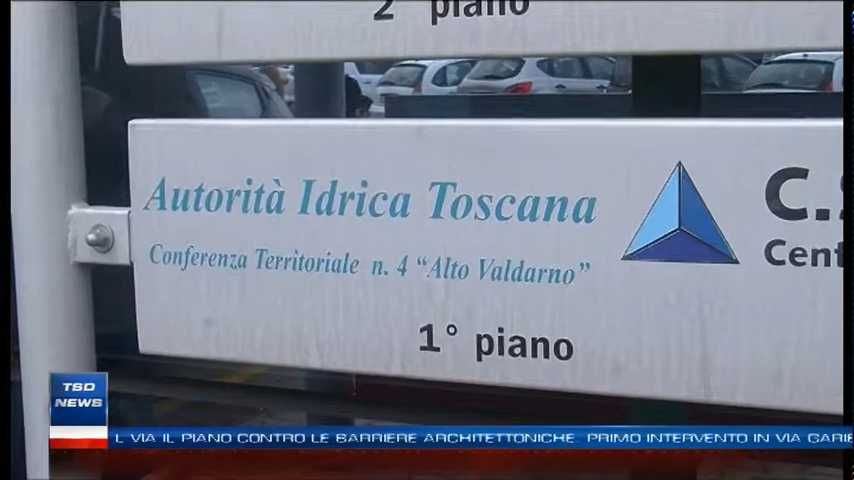 2° piano
Autorità Idrica Toscana
Conferenza Territoriale n. 4 "Alto Valdarno"
1° piano
C.
TSD
NEWS
VIA IL PIANO CONTRO LE BARRIERE ARCHITETTONICHE PRIMO INTERVENTO IN VIA